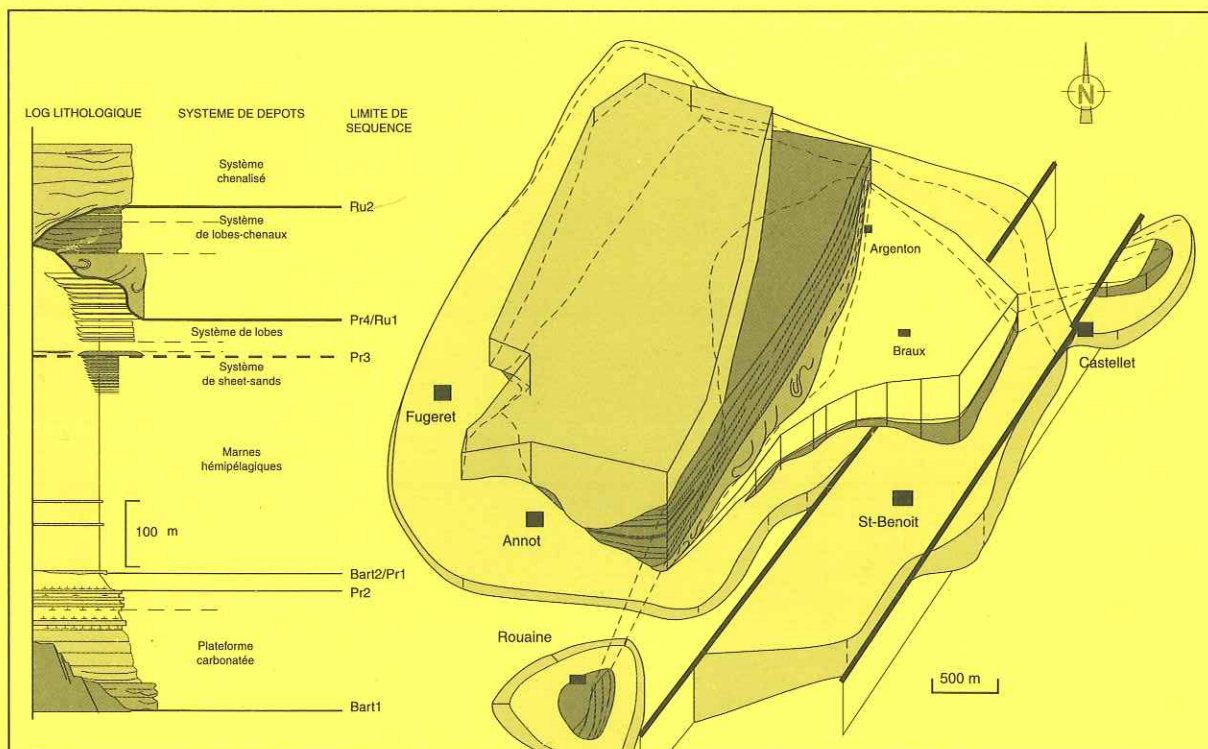 LOG LITHOLOGIQUE
SYSTEME DE DEPOTS
LIMITE DE
SEQUENCE
Système
chenalisé
Ru2
Système
de lobes-chenaux
Pr4/Ru1
Système de lobes
Pr3
Système
de sheet-sands
Marnes
hémipélagiques
100 m
Bart2/Pr1
Pr2
Plateforme
carbonatée
Bart1
N
Argenton
Braux
Castellet
Fugeret
Annot
St-Benoit
Rouaine
500 m